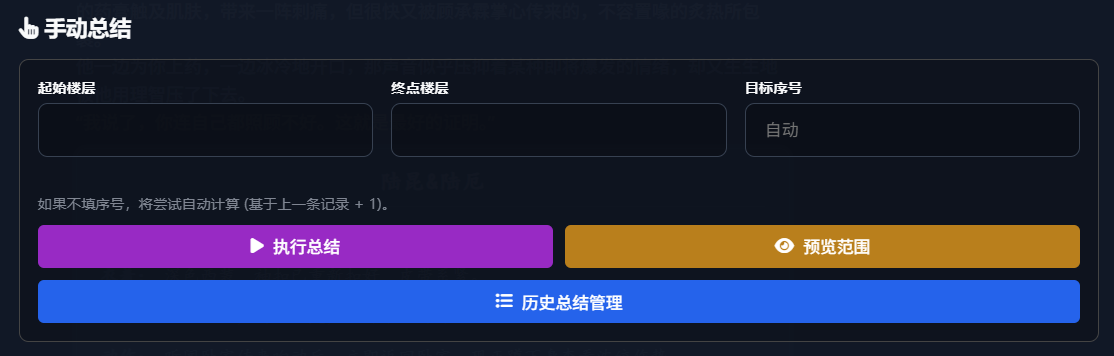 手动总结
起始楼层
终点楼层
目标序号
自动
如果不填序号，将尝试自动计算 (基于上一条记录 + 1)。
执行总结
预览范围
历史总结管理